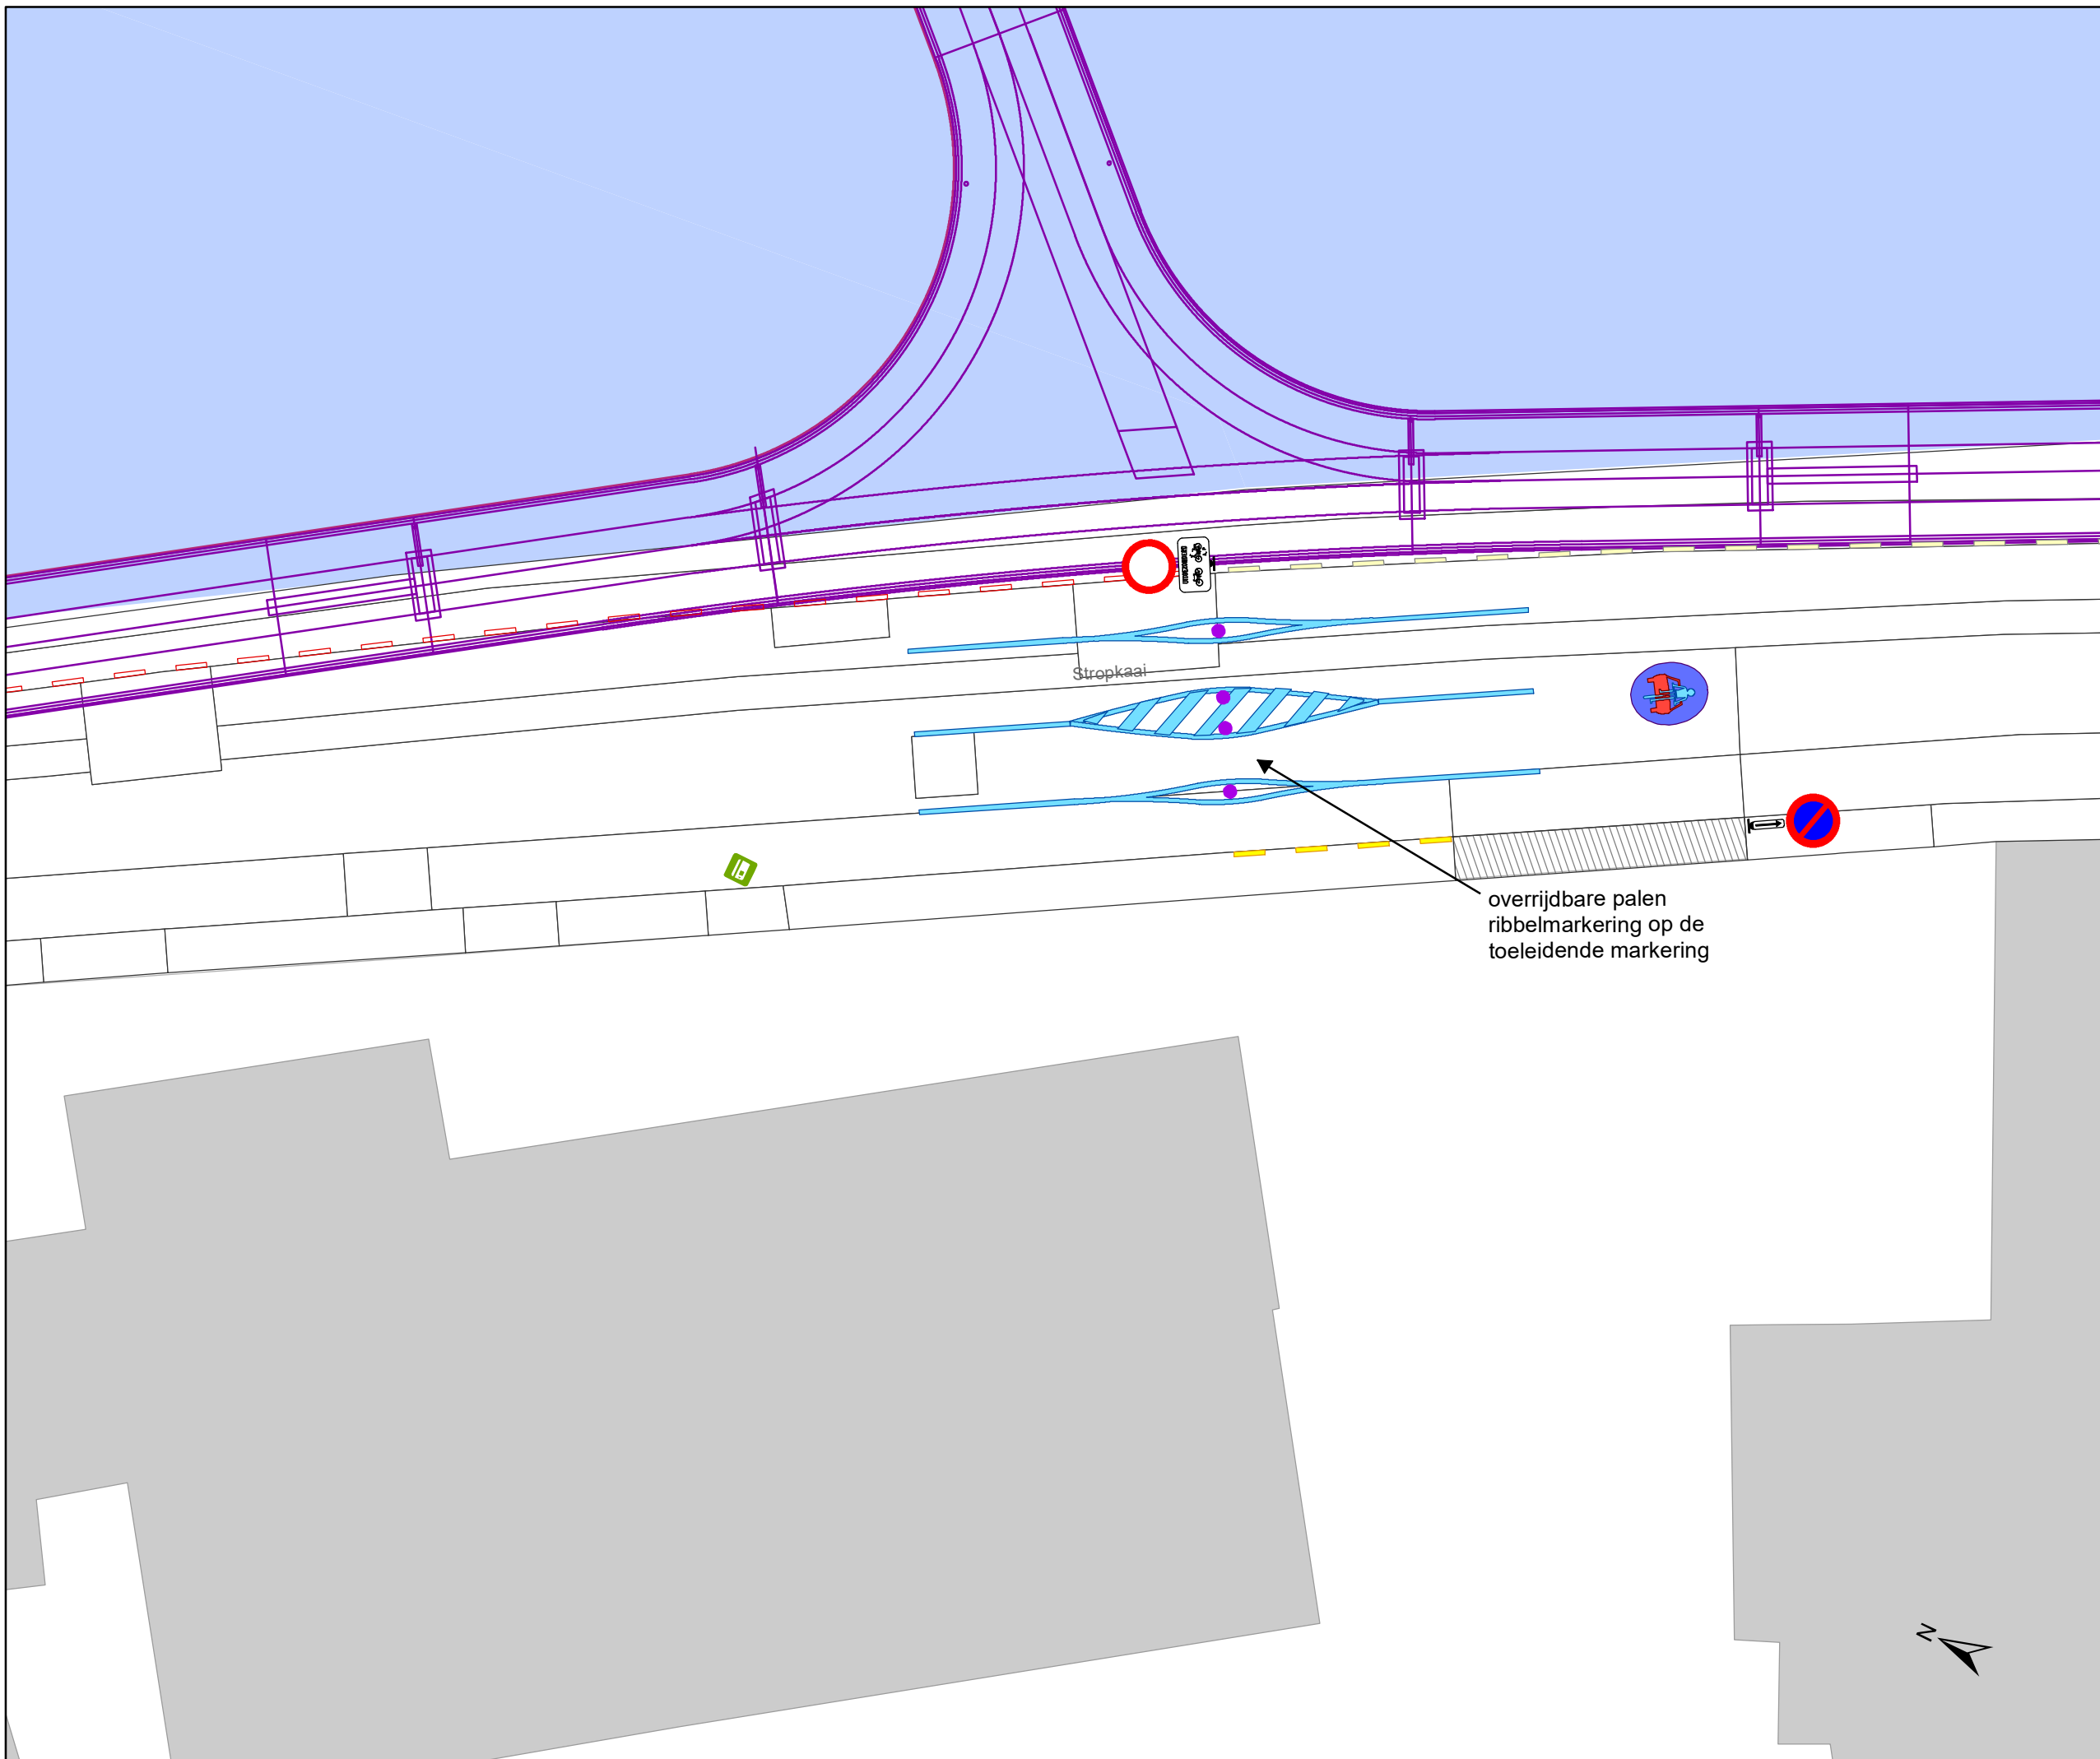 Stropkaai
overrijdbare palen
ribbelmarkering op de
toeleidende markering
N